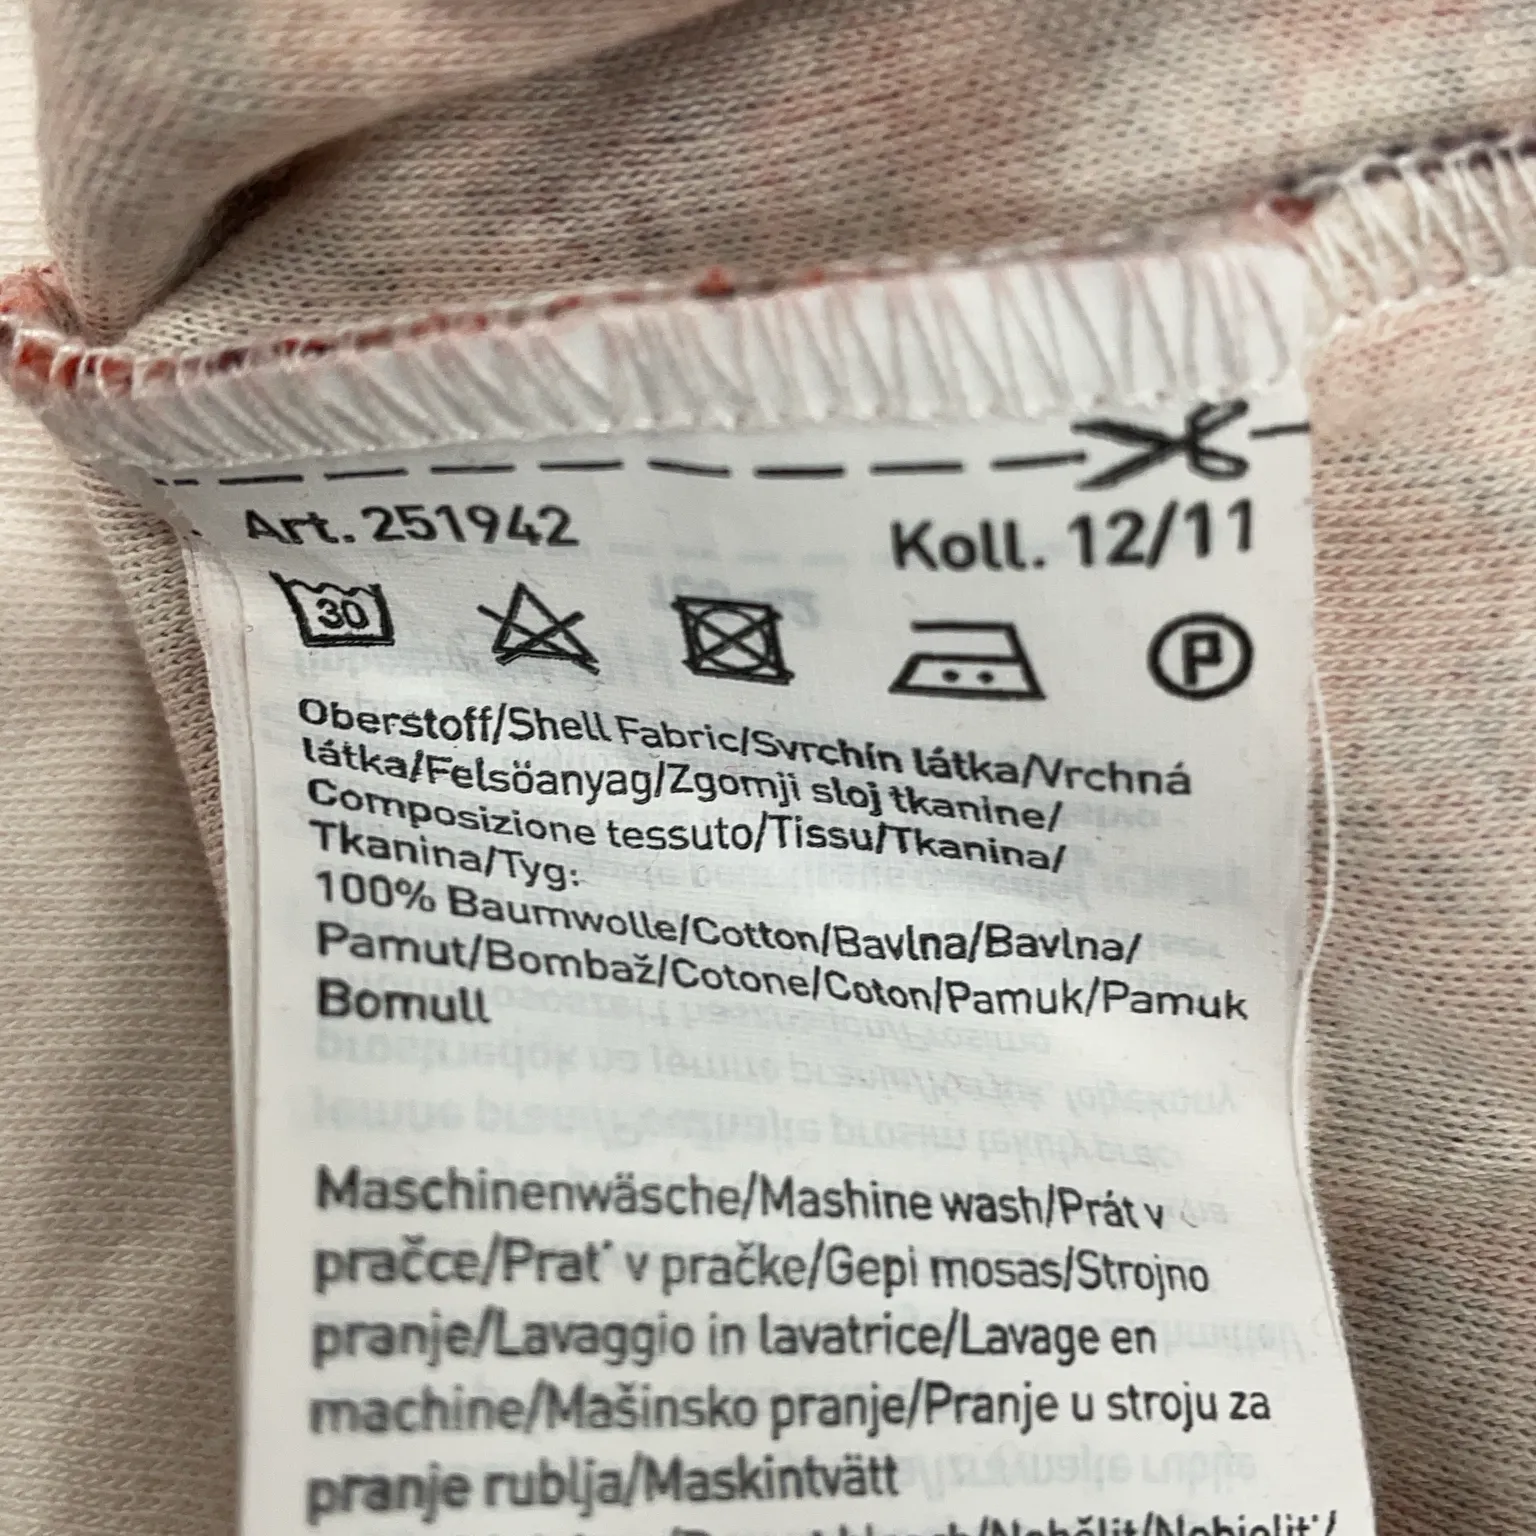 Art. 251942
Koll. 12/11
30
P
Oberstoff/Shell Fabric/Svrchín látka/Vrchná
látka/Felsöanyag/Zgornji sloj tkanine/
Composizione tessuto/Tissu/Tkanina/
Tkanina/Tyg:
100% Baumwolle/Cotton/Bavlna/Bavlna/
Pamut/Bombaž/Cotone/Coton/Pamuk/Pamuk
Bomull
Maschinenwäsche/Mashine wash/Prát v
pračce/Prat' v pračke/Gepi mosas/Strojno
pranje/Lavaggio in lavatrice/Lavage en
machine/Mašinsko pranje/Pranje u stroju za
pranje rublja/Maskintvätt